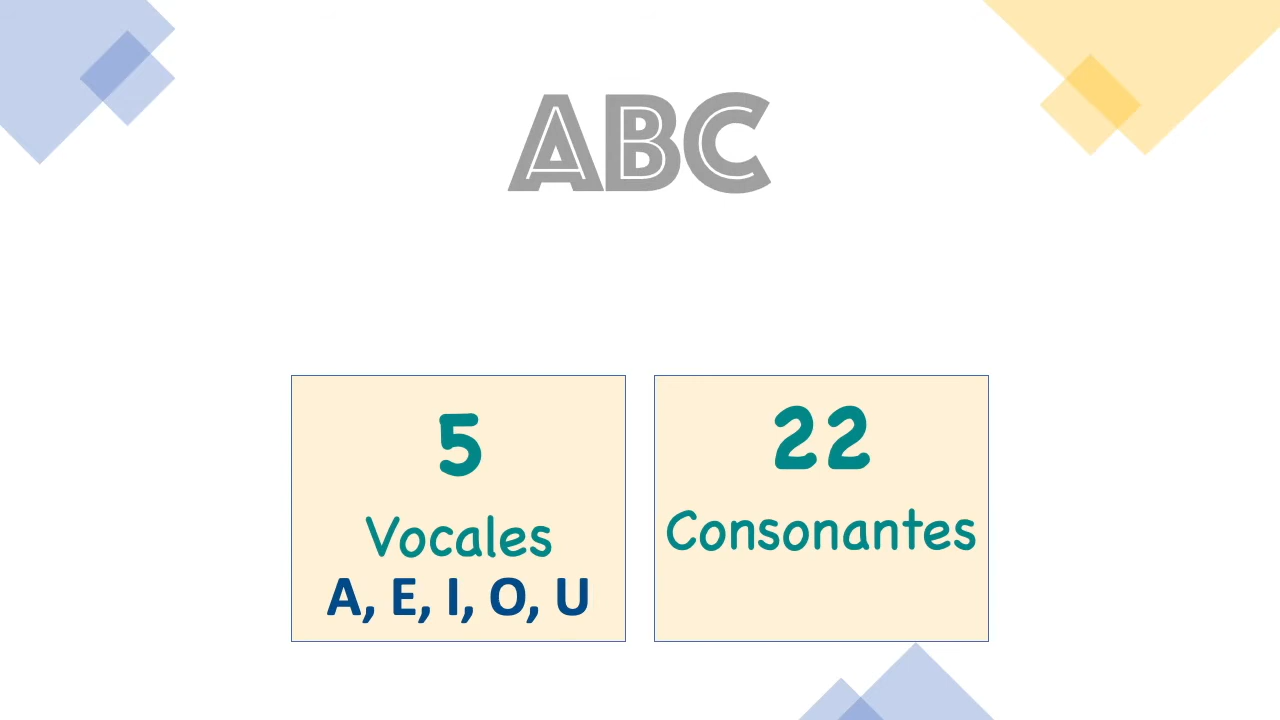 ABC
5
Vocales
A, E, I, O, U
22
Consonantes